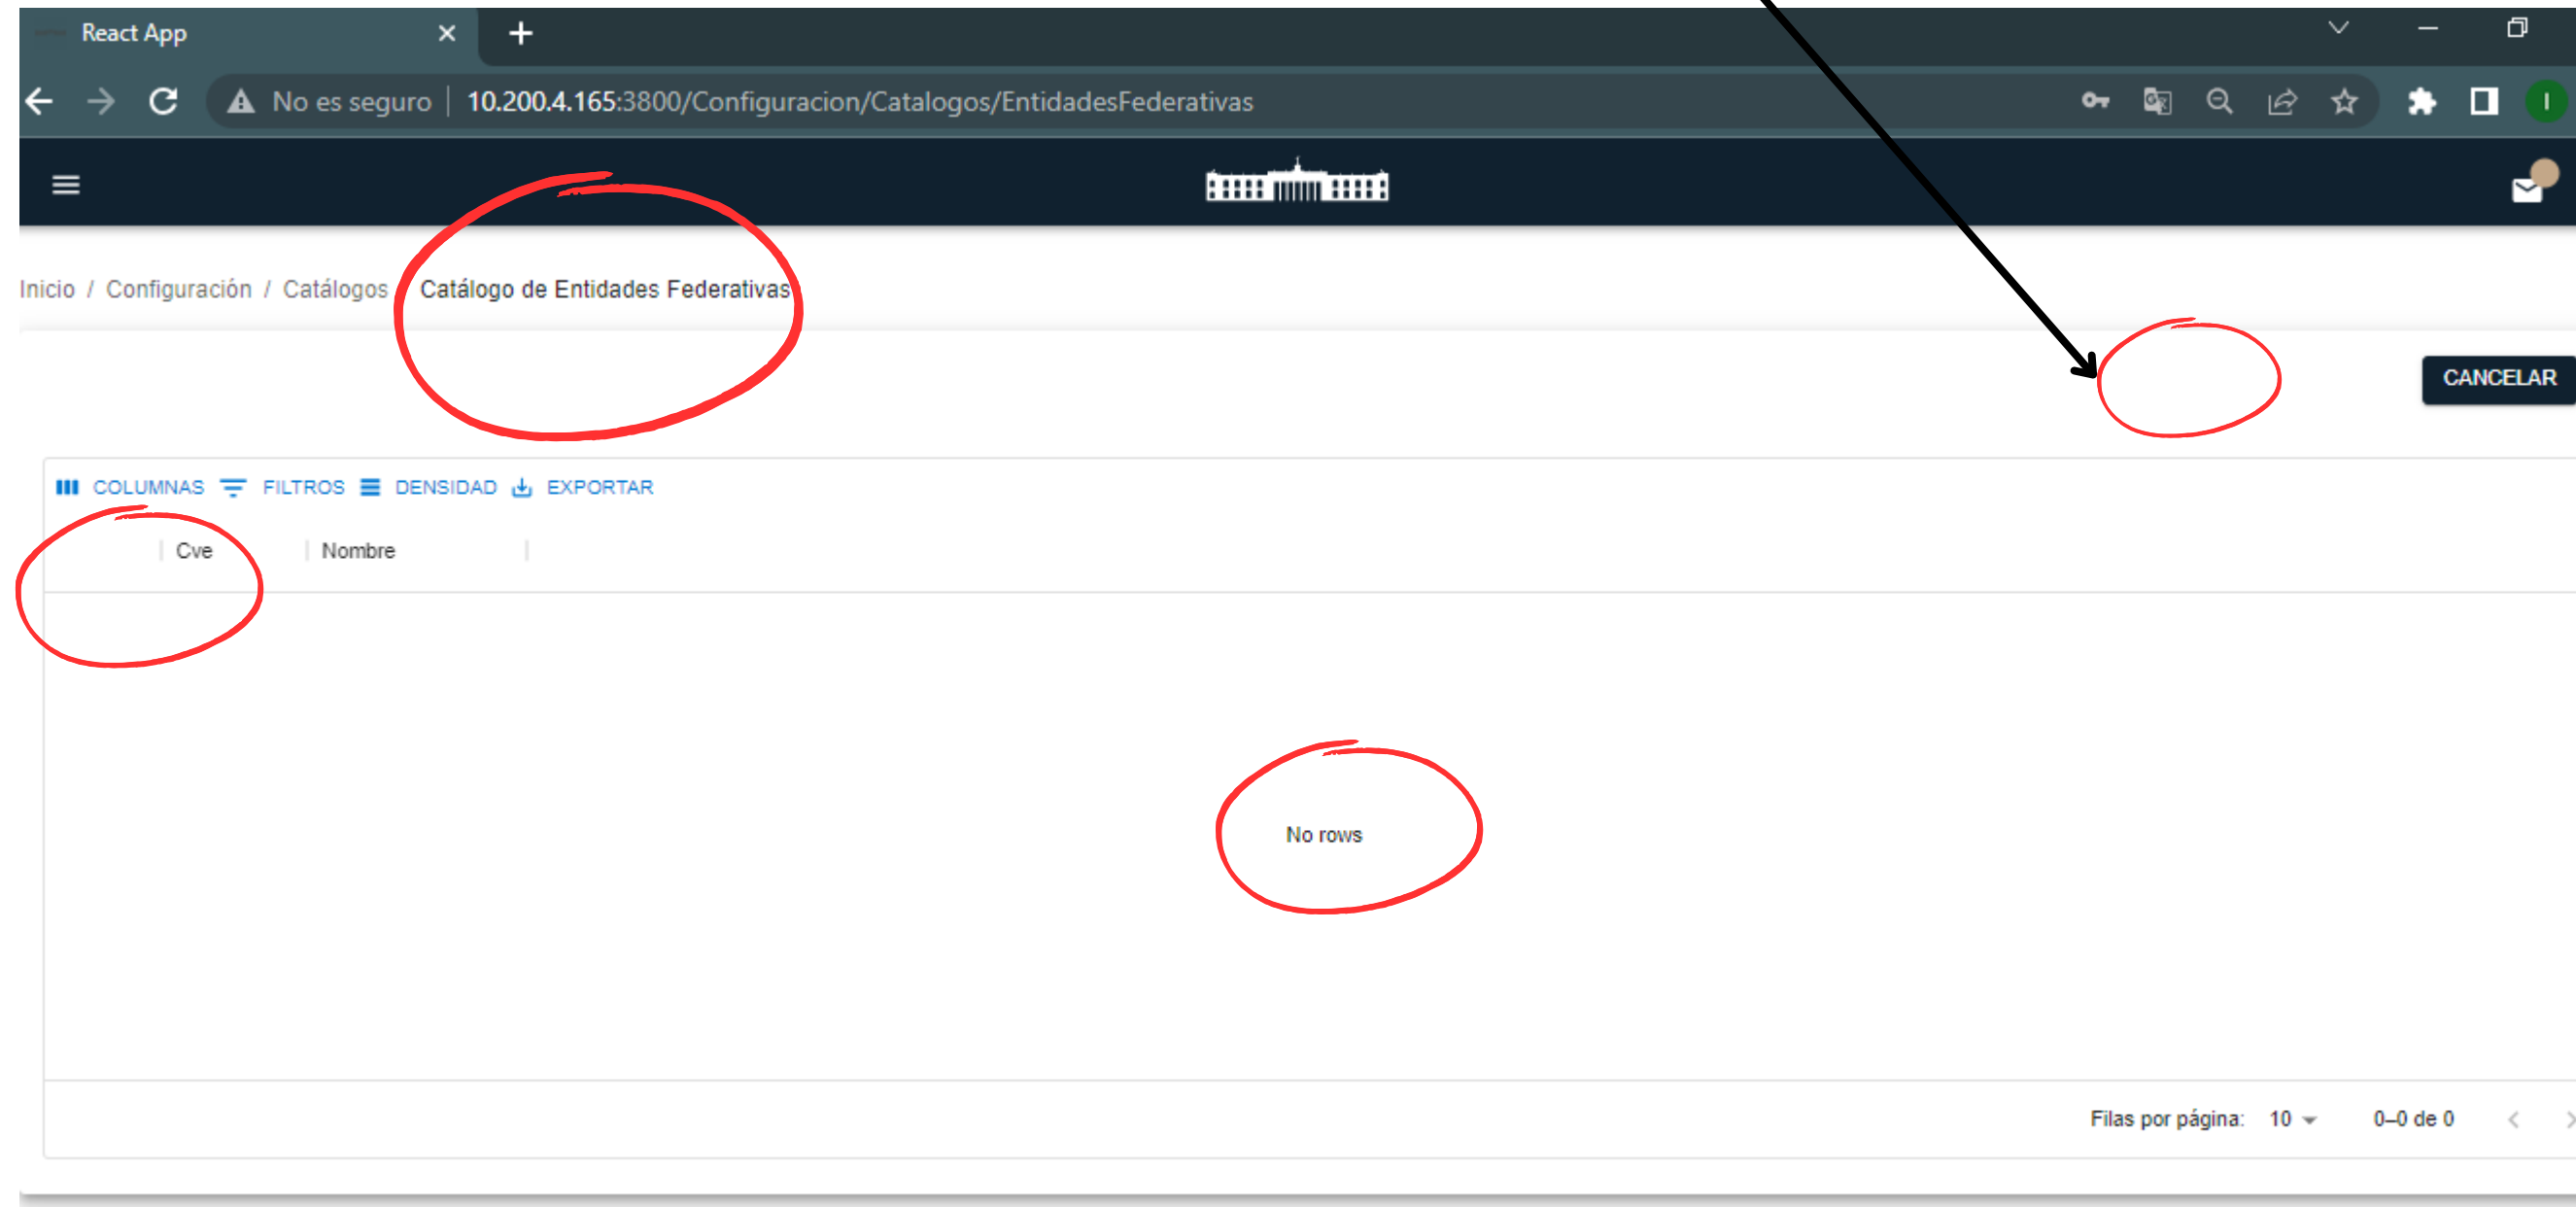 React App
No es seguro 10.200.4.165:3800/Configuracion/Catalogos/EntidadesFederativas
I
Inicio / Configuración / Catálogos Catálogo de Entidades Federativas
CANCELAR
COLUMNAS FILTROS DENSIDAD EXPORTAR
Cve Nombre
No rows
Filas por página: 10 0–0 de 0